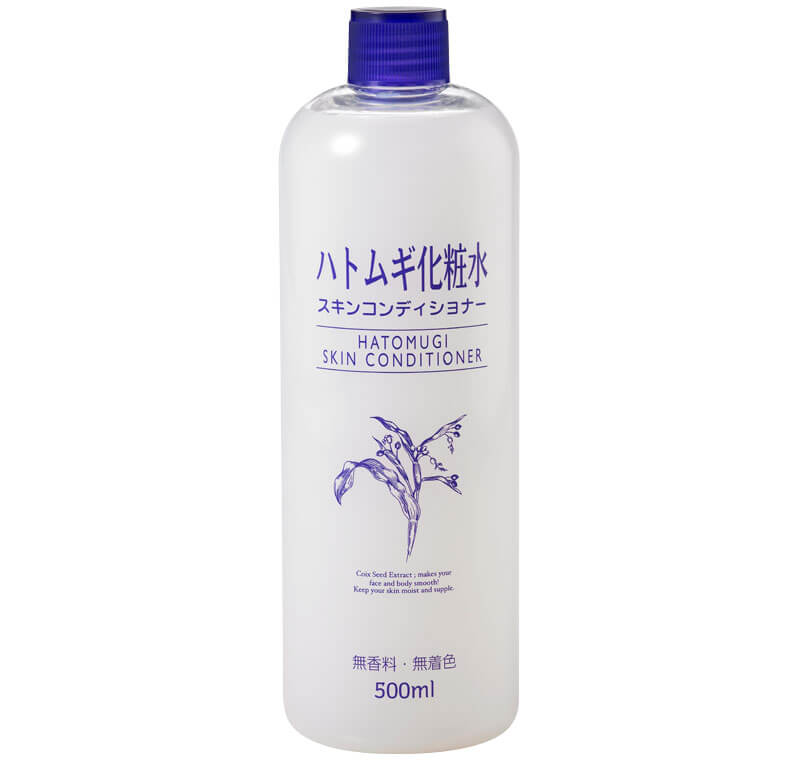 ハトムギ化粧水
スキンコンディショナー
HATOMUGI
SKIN CONDITIONER
Coix Seed Extract ; makes your
face and body smooth!
Keep your skin moist and supple.
無香料・無着色
500ml